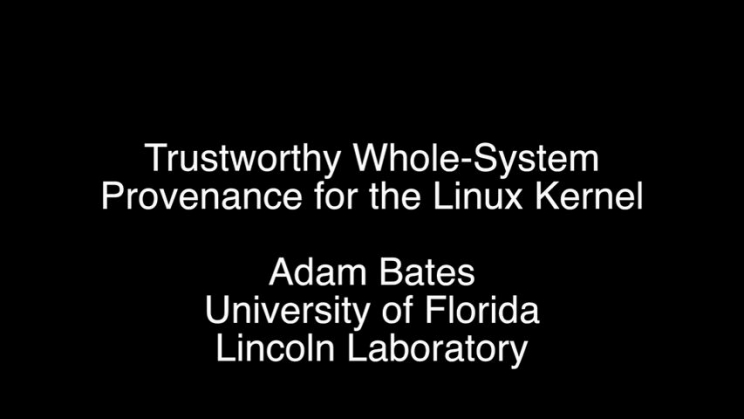 Trustworthy Whole-System
Provenance for the Linux Kernel
Adam Bates
University of Florida
Lincoln Laboratory